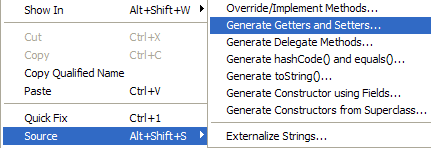 Show In Alt+Shift+W
Cut Ctrl+X
Copy Ctrl+C
Copy Qualified Name
Paste Ctrl+V
Quick Fix Ctrl+1
Source Alt+Shift+S
Override/Implement Methods...
Generate Getters and Setters...
Generate Delegate Methods...
Generate hashCode() and equals()...
Generate toString()...
Generate Constructor using Fields...
Generate Constructors from Superclass...
Externalize Strings...